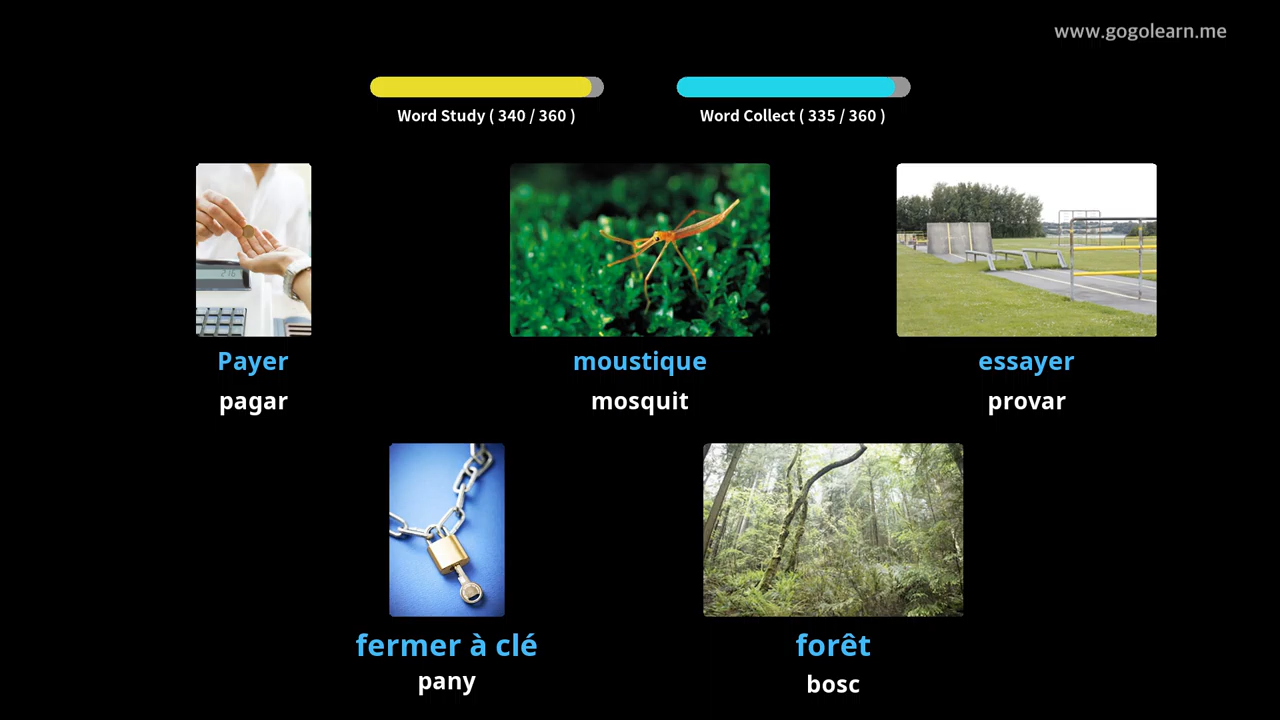 www.gogolearn.me
Word Study ( 340 / 360 )
Word Collect ( 335 / 360 )
Payer
pagar
moustique
mosquit
essayer
provar
fermer à clé
pany
forêt
bosc